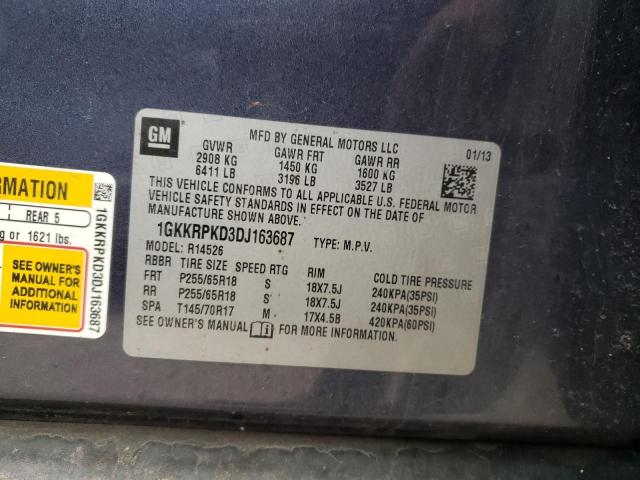 GM
MFD BY GENERAL MOTORS LLC
01/13
GVWR GAWR FRT GAWR RR
2908 KG 1450 KG 1600 KG
6411 LB 3196 LB 3527 LB
THIS VEHICLE CONFORMS TO ALL APPLICABLE U.S. FEDERAL MOTOR
VEHICLE SAFETY STANDARDS IN EFFECT ON THE DATE OF
MANUFACTURE SHOWN ABOVE.
1GKKRPKD3DJ163687 TYPE: M.P.V.
MODEL: R14526
RBBR TIRE SIZE SPEED RTG RIM COLD TIRE PRESSURE
FRT P255/65R18 S 18X7.5J 240KPA(35PSI)
RR P255/65R18 S 18X7.5J 240KPA(35PSI)
SPA T145/70R17 M 17X4.5B 420KPA(60PSI)
SEE OWNER'S MANUAL FOR MORE INFORMATION.
REAR 5
or 1621 lbs.
SEE OWNER'S
MANUAL FOR
ADDITIONAL
INFORMATION
1GKKRPKD3DJ163687